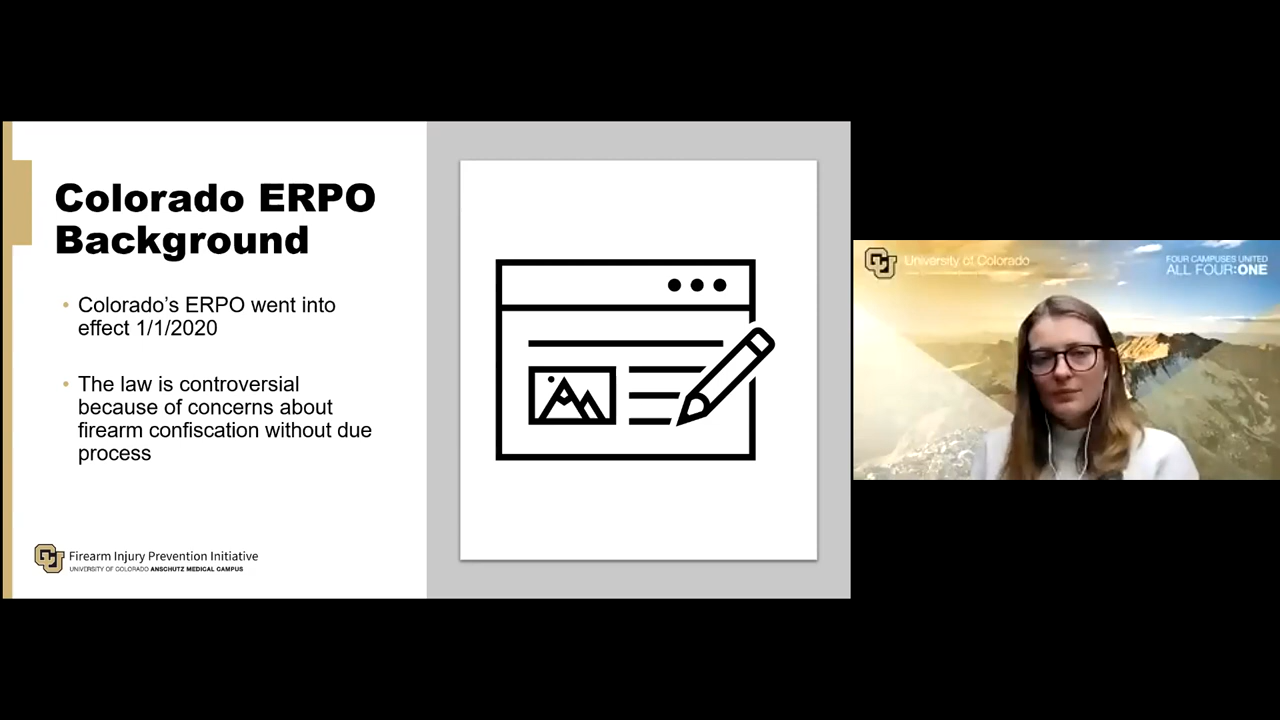 Colorado ERPO
Background
• Colorado's ERPO went into
effect 1/1/2020
• The law is controversial
because of concerns about
firearm confiscation without due
process
Firearm Injury Prevention Initiative
UNIVERSITY OF COLORADO ANSCHUTZ MEDICAL CAMPUS
University of Colorado
FOUR CAMPUSES UNITED
ALL FOUR:ONE